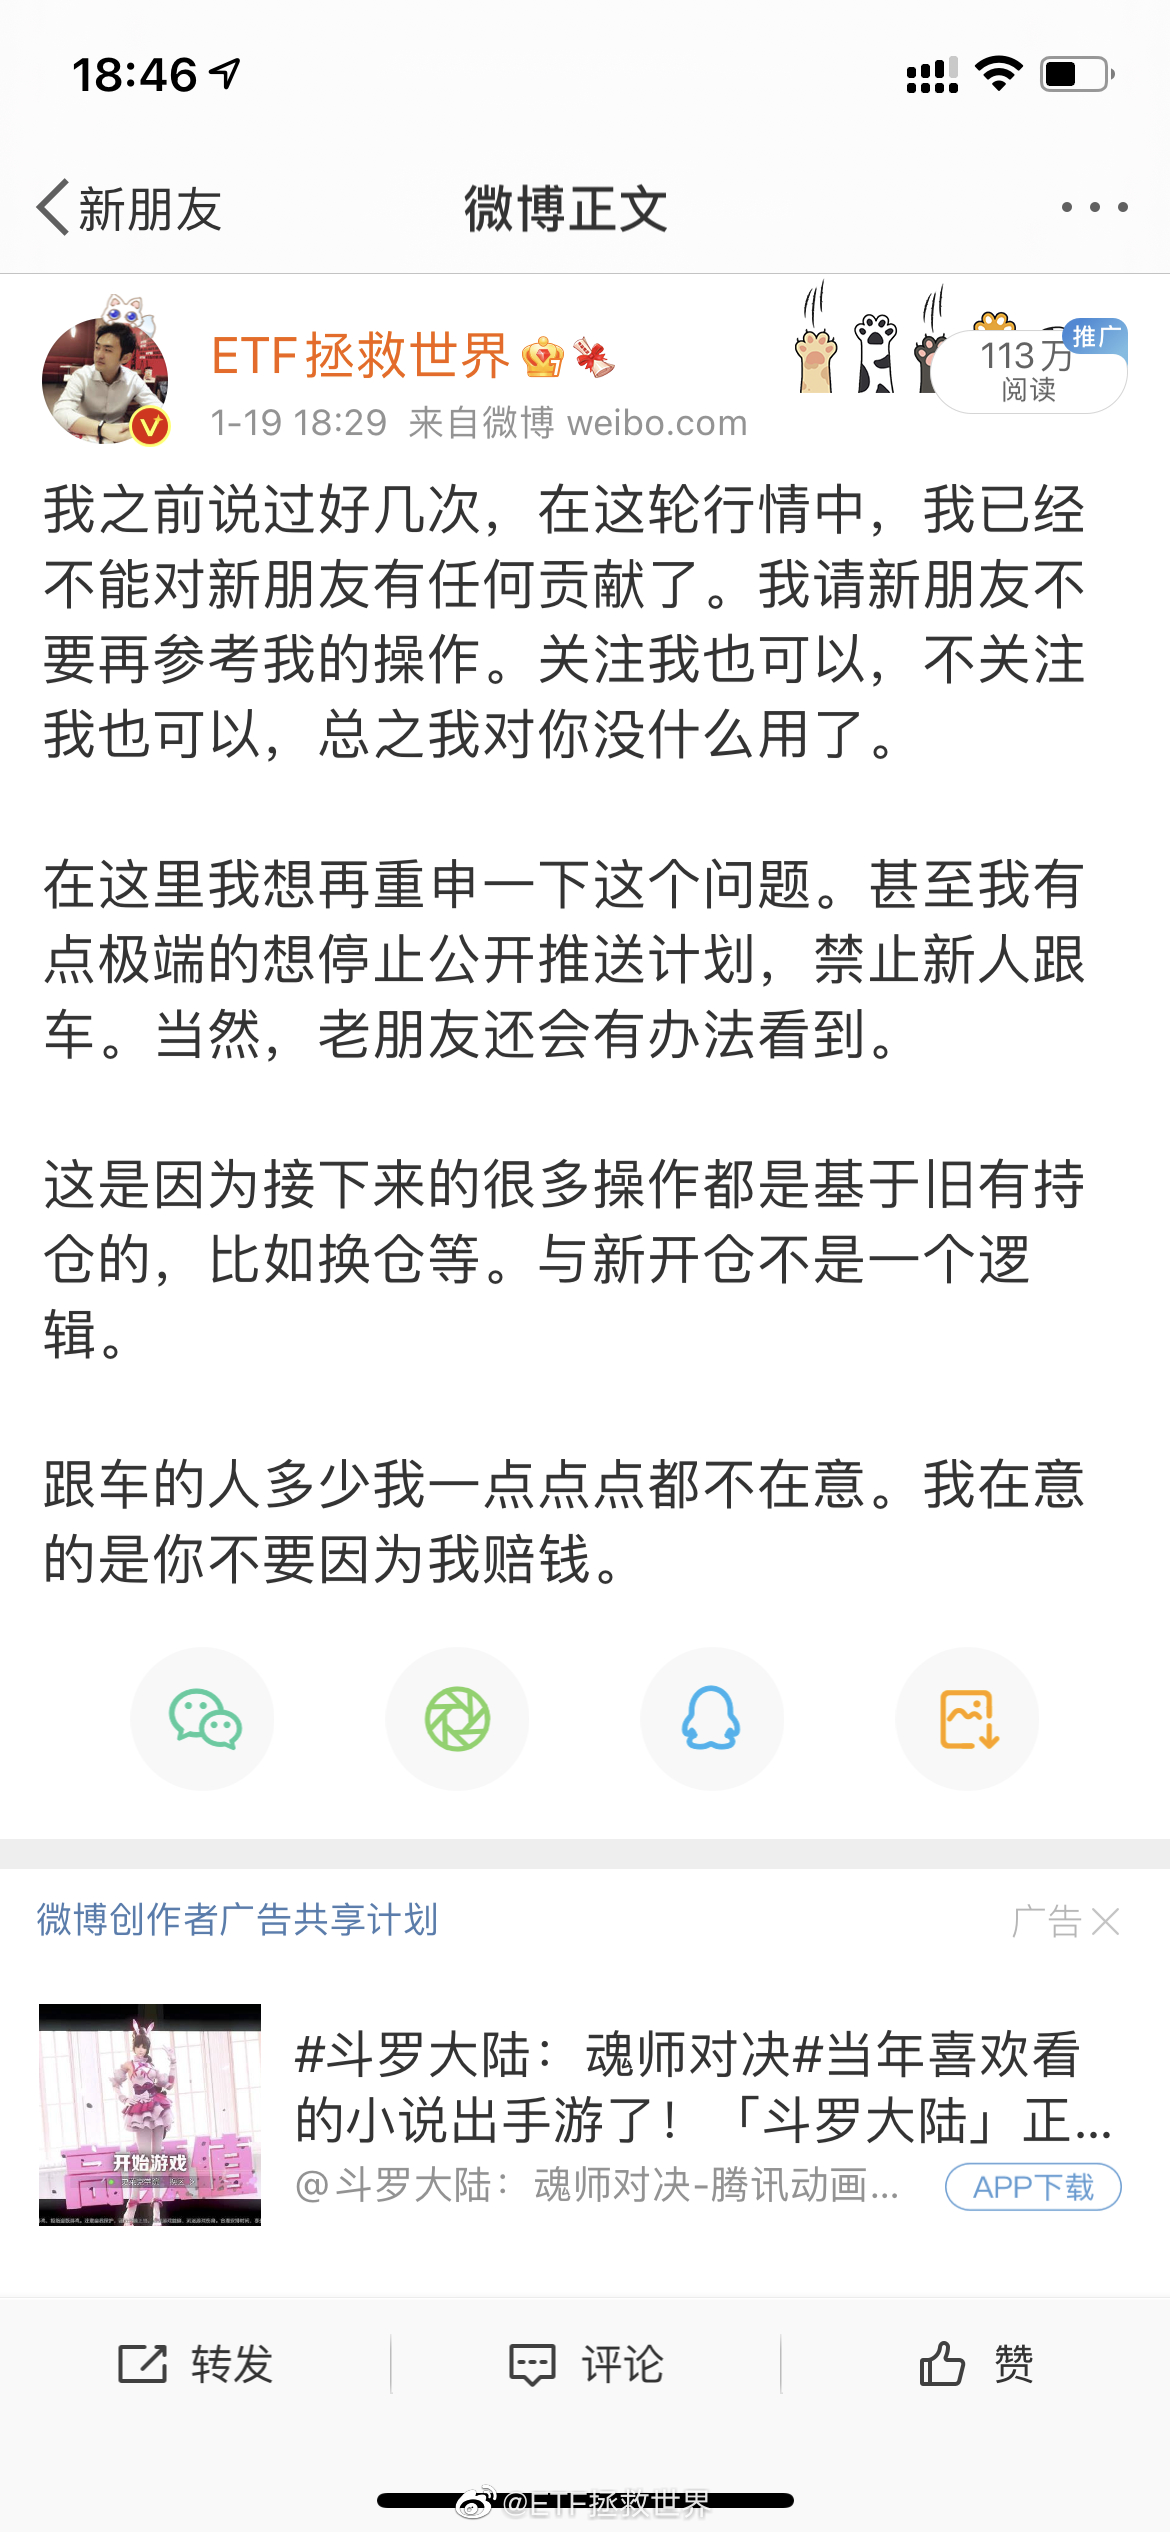 18:46
新朋友
微博正文
ETF拯救世界
推广
113万
阅读
1-19 18:29 来自微博 weibo.com
我之前说过好几次，在这轮行情中，我已经
不能对新朋友有任何贡献了。我请新朋友不
要再参考我的操作。关注我也可以，不关注
我也可以，总之我对你没什么用了。
在这里我想再重申一下这个问题。甚至我有
点极端的想停止公开推送计划，禁止新人跟
车。当然，老朋友还会有办法看到。
这是因为接下来的很多操作都是基于旧有持
仓的，比如换仓等。与新开仓不是一个逻
辑。
跟车的人多少我一点点点都不在意。我在意
的是你不要因为我赔钱。
微博创作者广告共享计划
广告
#斗罗大陆：魂师对决#当年喜欢看
的小说出手游了！「斗罗大陆」正...
@斗罗大陆：魂师对决-腾讯动画...
APP下载
开始游戏
转发
评论
赞
@ETF拯救世界